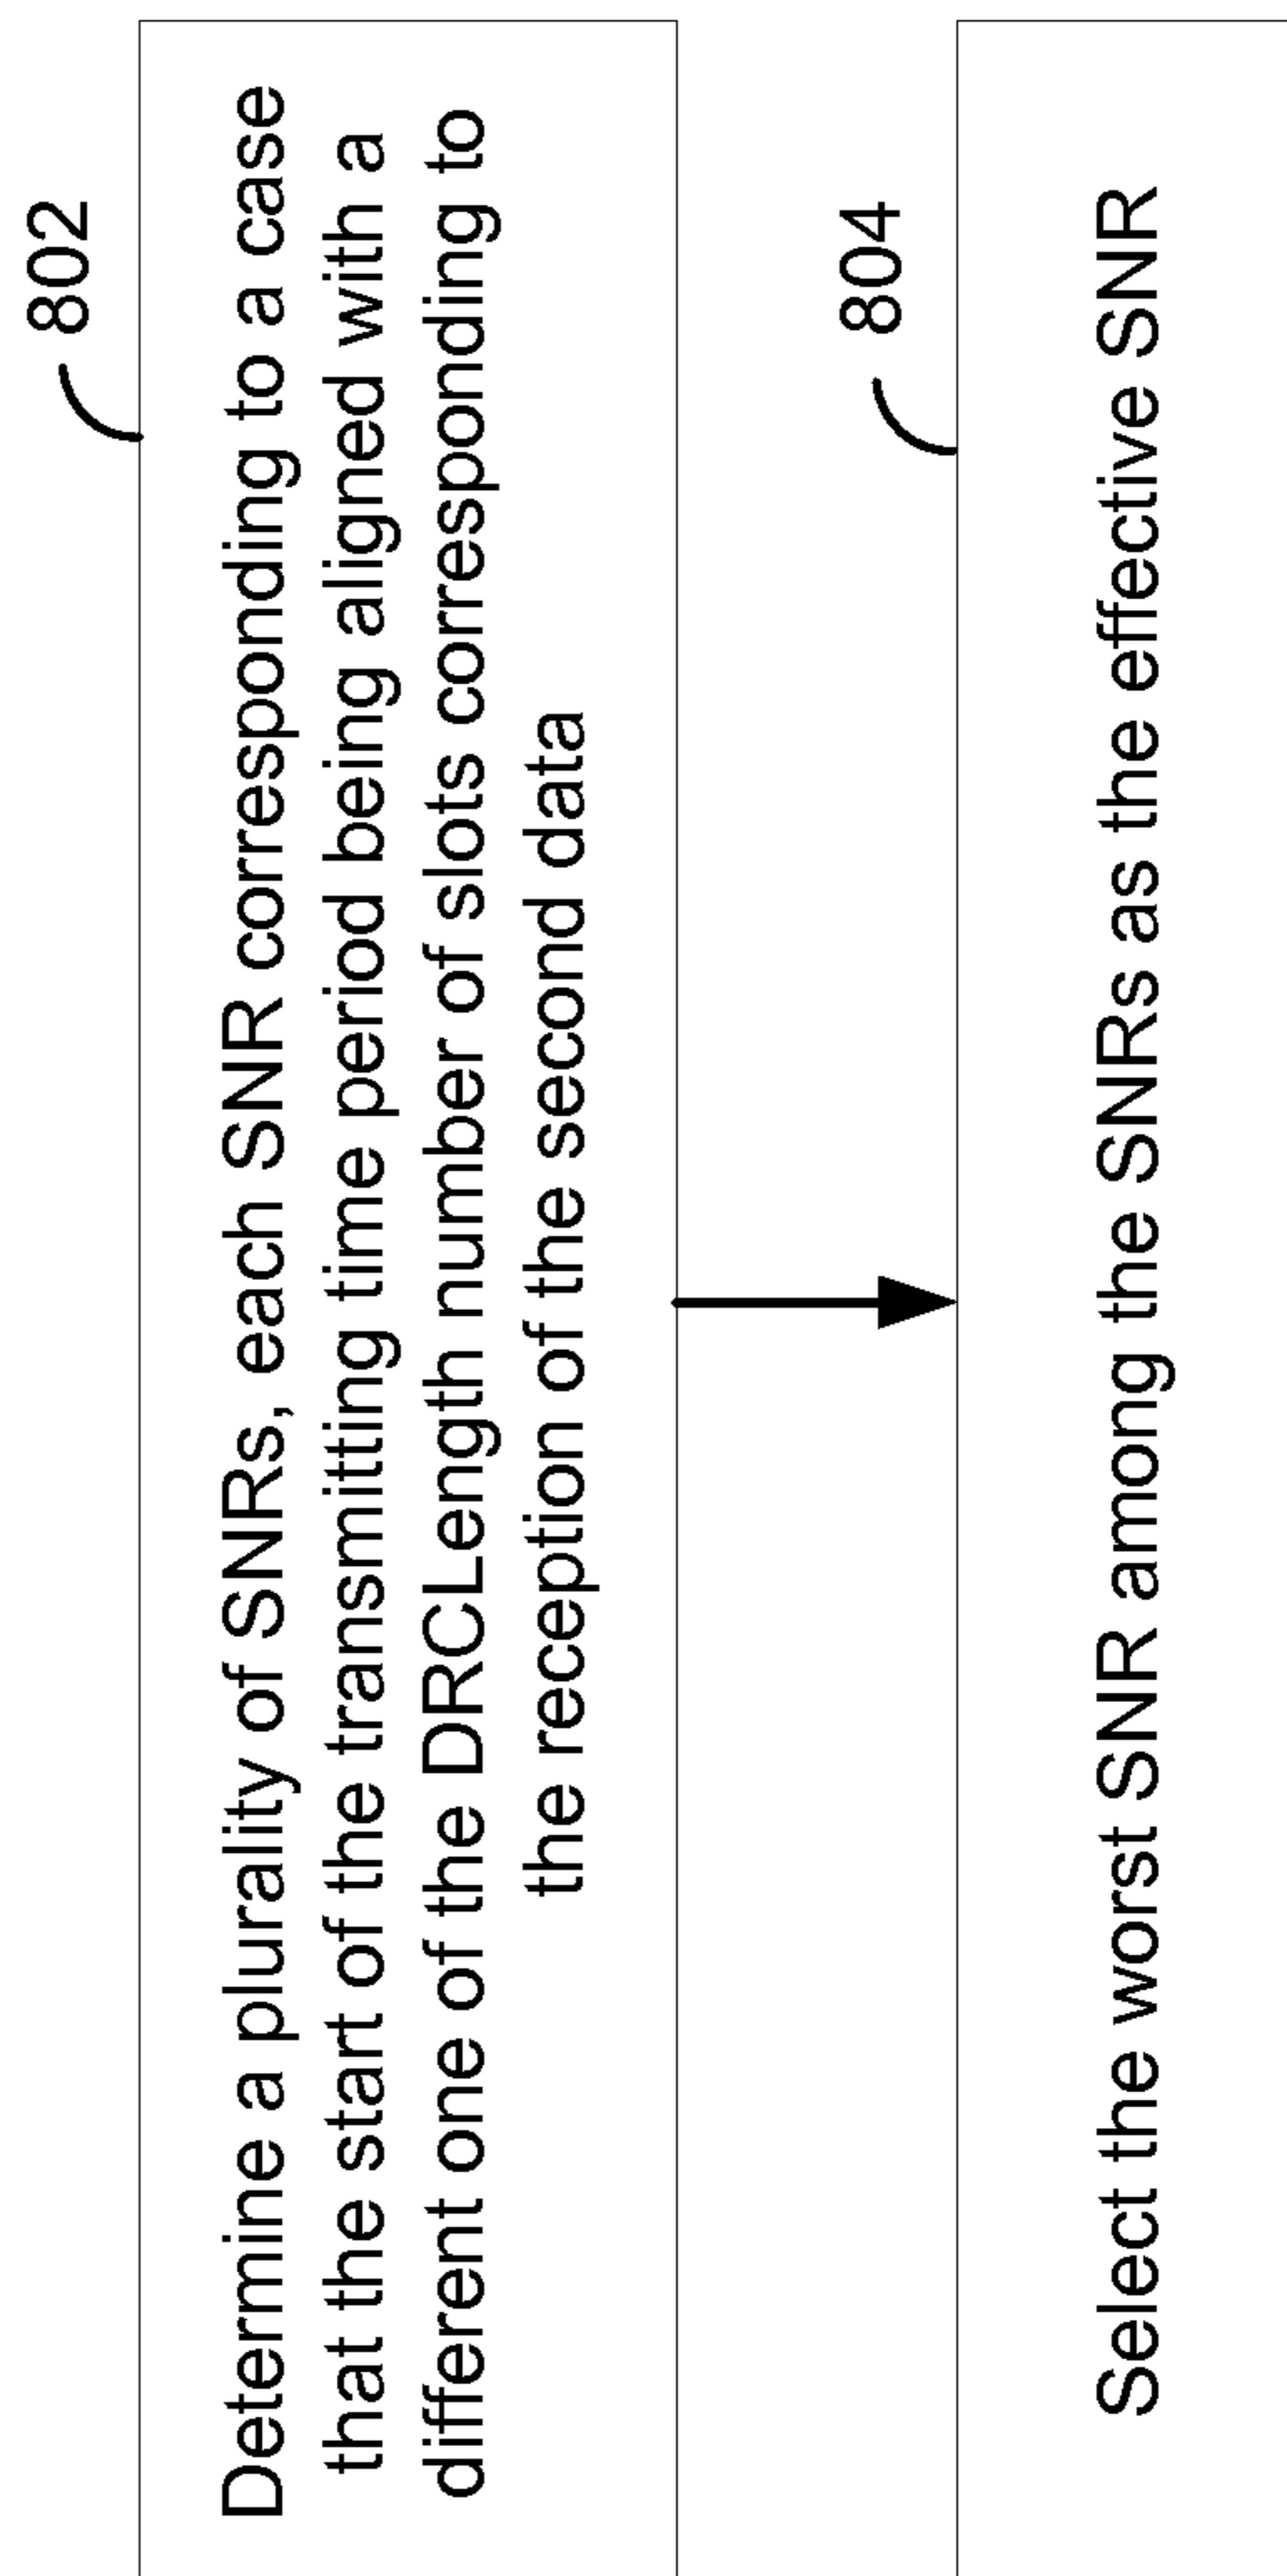 802
Determine a plurality of SNRs, each SNR corresponding to a case
that the start of the transmitting time period being aligned with a
different one of the DRCLength number of slots corresponding to
the reception of the second data
804
Select the worst SNR among the SNRs as the effective SNR